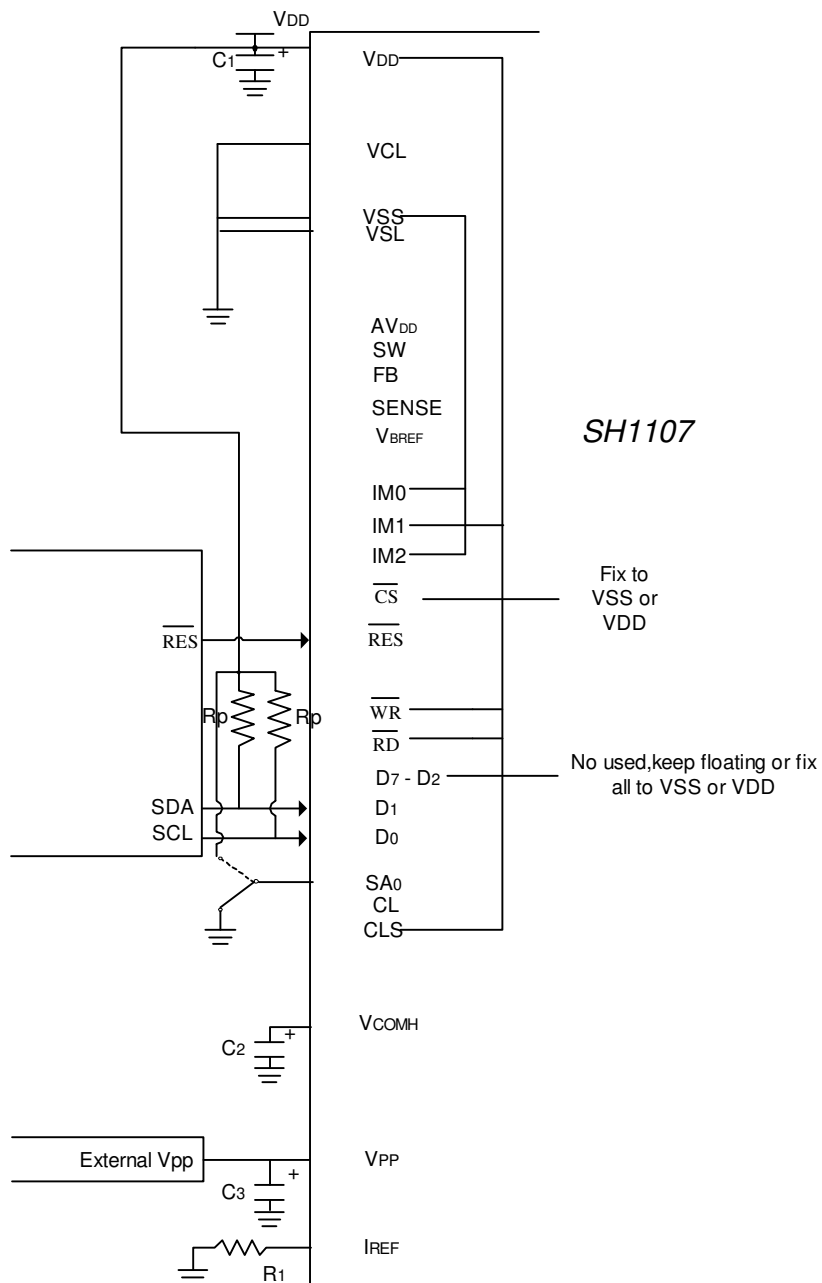 VDD
C1
+
VDD
VCL
VSS
VSL
AVDD
SW
FB
SENSE
VBREF
SH1107
IM0
IM1
IM2
CS
Fix to
VSS or
VDD
RES
RES
Rp
Rp
WR
RD
D7 - D2
No used,keep floating or fix
all to VSS or VDD
SDA
D1
SCL
D0
SA0
CL
CLS
VCOMH
+
C2
External Vpp
VPP
+
C3
IREF
R1